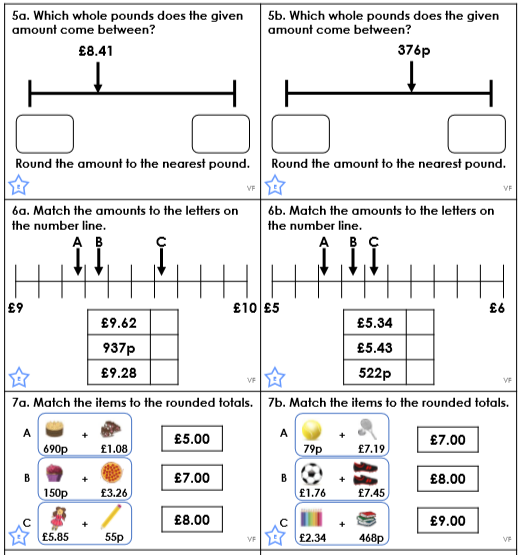 5a. Which whole pounds does the given
amount come between?
£8.41
Round the amount to the nearest pound.
E
VF
5b. Which whole pounds does the given
amount come between?
376p
Round the amount to the nearest pound.
E
VF
6a. Match the amounts to the letters on
the number line.
A B C
£9 £10
£9.62
937p
£9.28
E
VF
6b. Match the amounts to the letters on
the number line.
A B C
£5 £6
£5.34
£5.43
522p
E
VF
7a. Match the items to the rounded totals.
A 690p + £1.08
£5.00
B 150p + £3.26
£7.00
C £5.85 + 55p
£8.00
E
VF
7b. Match the items to the rounded totals.
A 79p + £7.19
£7.00
B £1.76 + £7.45
£8.00
C £2.34 + 468p
£9.00
E
VF